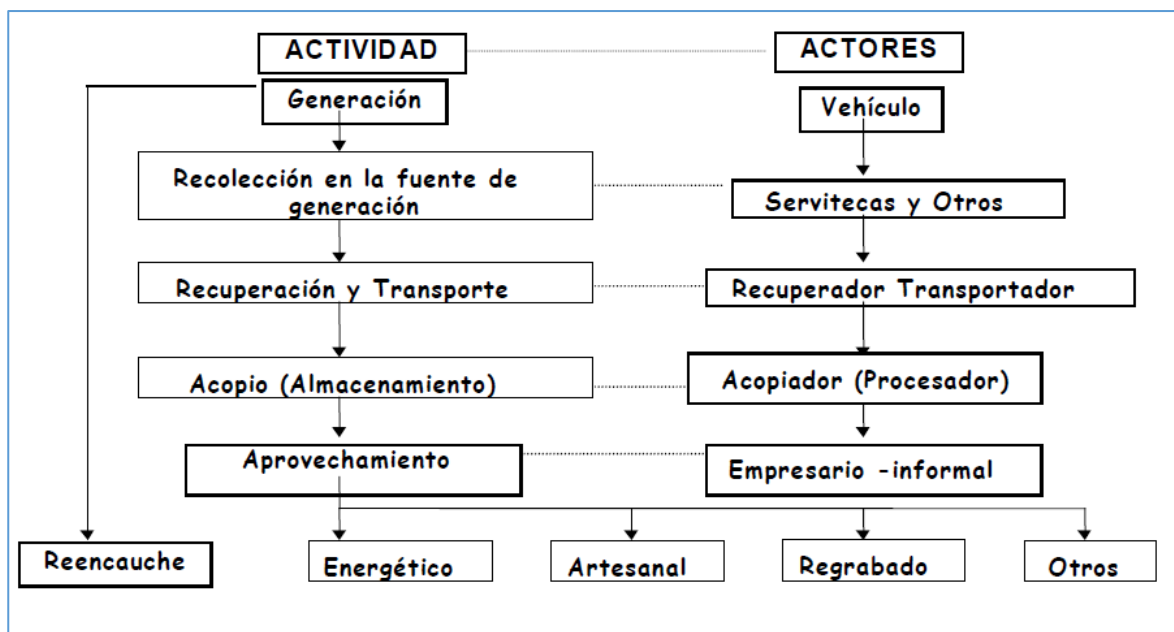 ACTIVIDAD
ACTORES
Generación
Vehículo
Recolección en la fuente de
generación
Servitecas y Otros
Recuperación y Transporte
Recuperador Transportador
Acopio (Almacenamiento)
Acopiador (Procesador)
Aprovechamiento
Empresario -informal
Reencauche
Energético
Artesanal
Regrabado
Otros